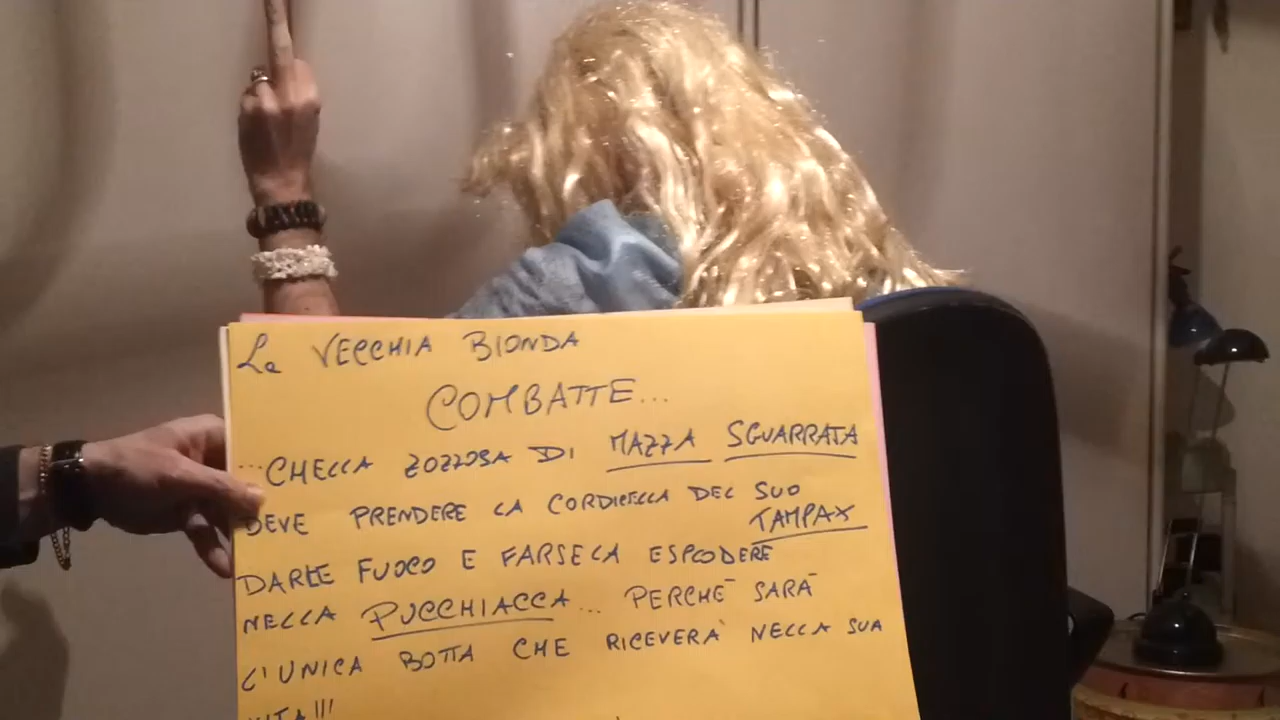 La VECCHIA BIONDA
COMBATTE...
...CHECCA ZOZZOSA DI MAZZA SGUARRATA
DEVE PRENDERE LA CORDICELLA DEL SUO
TAMPAX
DARLE FUOCO E FARSELA ESPLODERE
NELLA PUCCHIACCA... PERCHÉ SARÀ
L'UNICA BOTTA CHE RICEVERÀ NELLA SUA
VITA!!!